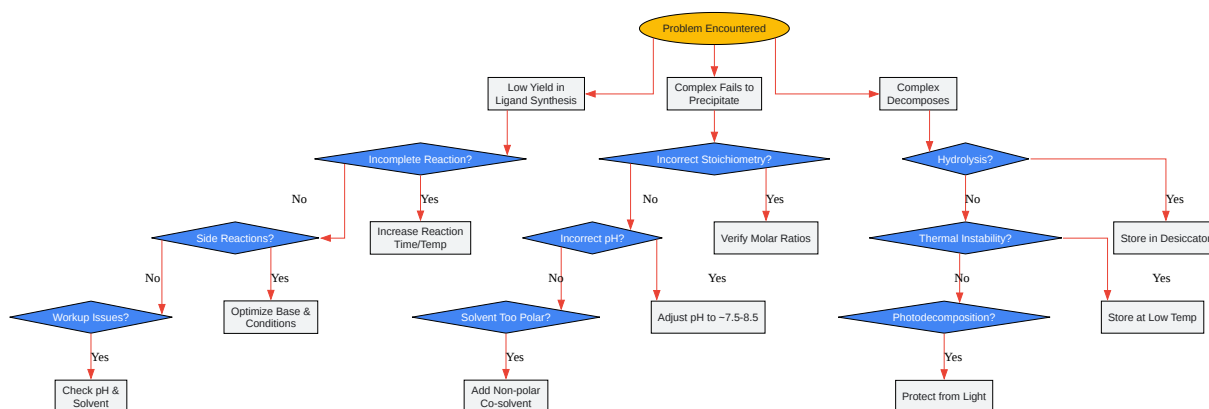 Problem Encountered
Low Yield in
Ligand Synthesis
Complex Fails to
Precipitate
Complex
Decomposes
Incomplete Reaction?
Incorrect Stoichiometry?
Hydrolysis?
No
Yes
No
Yes
No
Yes
Side Reactions?
Increase Reaction
Time/Temp
Incorrect pH?
Verify Molar Ratios
Thermal Instability?
Store in Desiccator
No
Yes
No
Yes
No
Yes
Workup Issues?
Optimize Base &
Conditions
Solvent Too Polar?
Adjust pH to ~7.5-8.5
Photodecomposition?
Store at Low Temp
Yes
Yes
Yes
Check pH &
Solvent
Add Non-polar
Co-solvent
Protect from Light